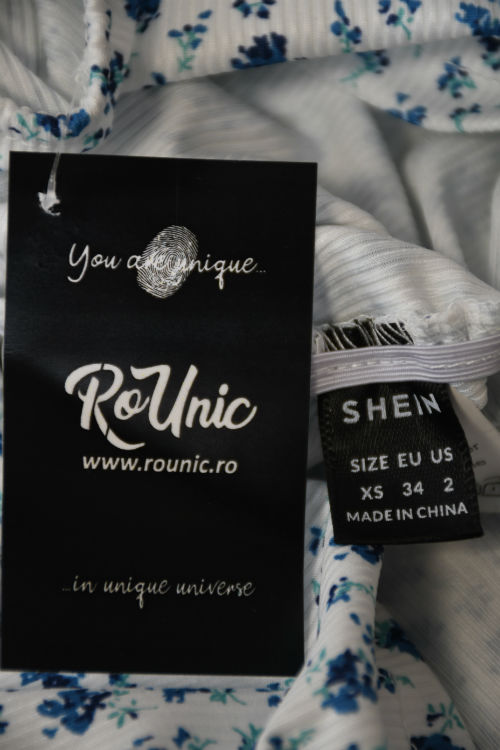 You are unique...
RoUnic
www.rounic.ro
...in unique universe
SHEIN
SIZE EU US
XS 34 2
MADE IN CHINA